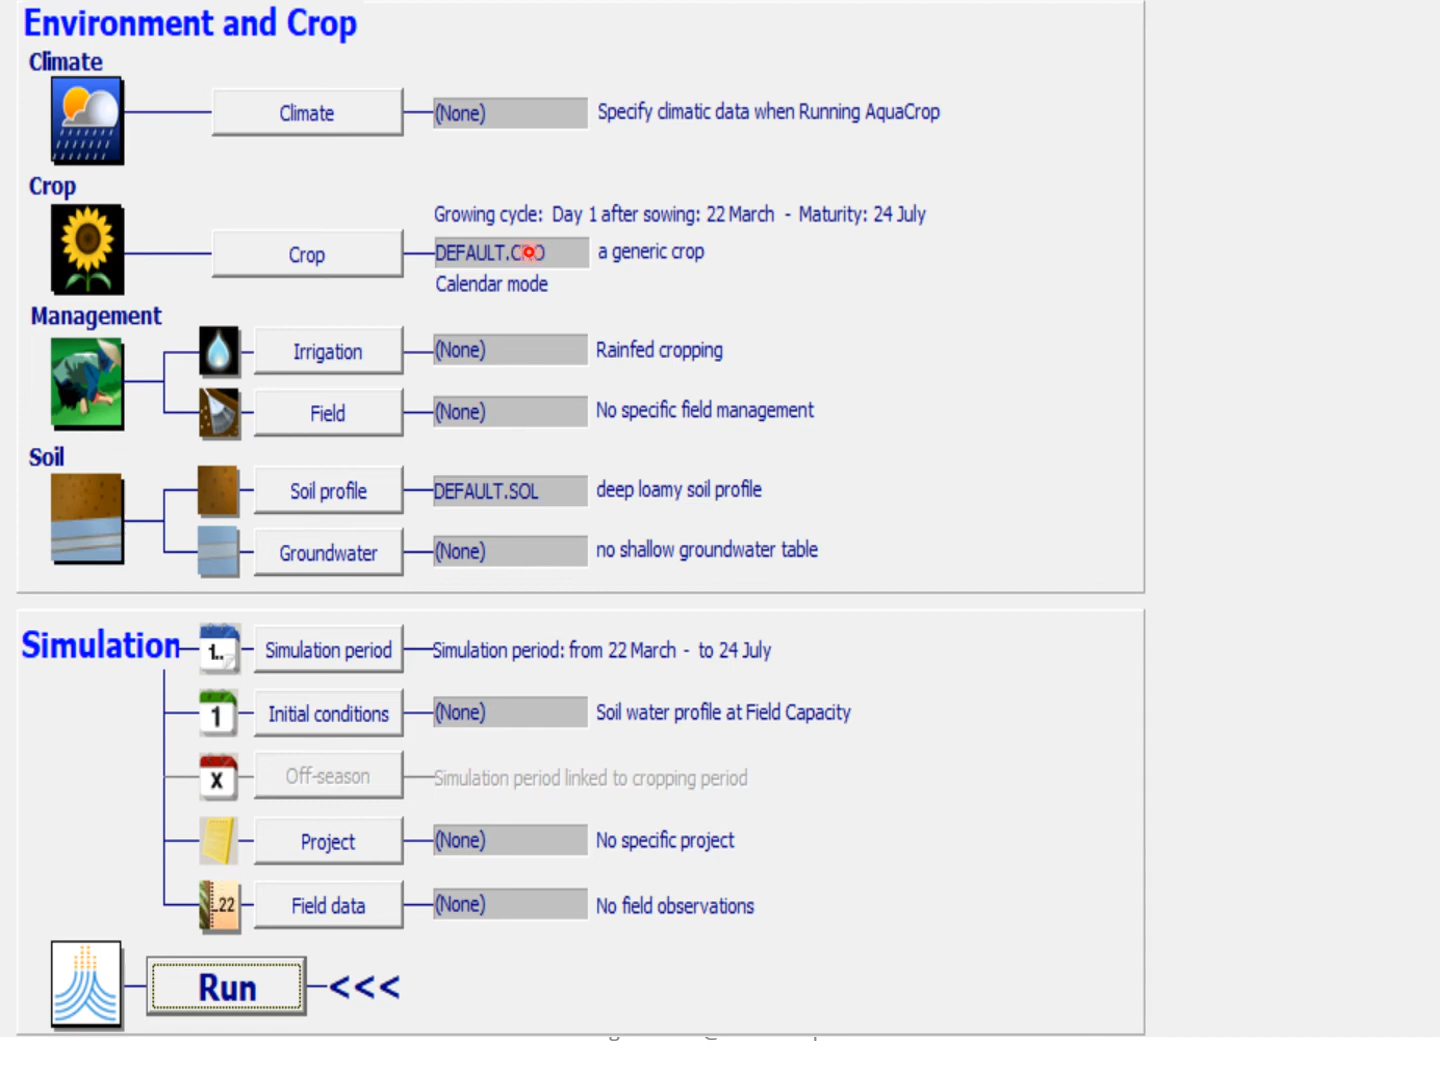 Environment and Crop
Climate
Climate (None) Specify climatic data when Running AquaCrop
Crop
Growing cycle: Day 1 after sowing: 22 March - Maturity: 24 July
Crop DEFAULT.CRO a generic crop
Calendar mode
Management
Irrigation (None) Rainfed cropping
Field (None) No specific field management
Soil
Soil profile DEFAULT.SOL deep loamy soil profile
Groundwater (None) no shallow groundwater table
Simulation 1.. Simulation period Simulation period: from 22 March - to 24 July
1 Initial conditions (None) Soil water profile at Field Capacity
X Off-season Simulation period linked to cropping period
Project (None) No specific project
22 Field data (None) No field observations
Run <<<